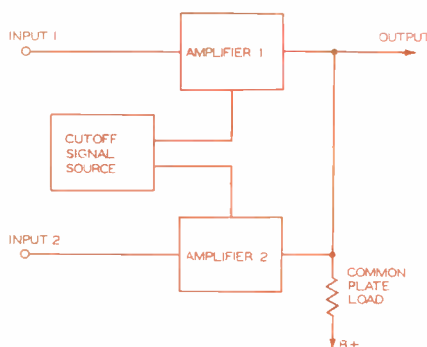 INPUT 1
AMPLIFIER 1
OUTPUT
CUTOFF
SIGNAL
SOURCE
INPUT 2
AMPLIFIER 2
COMMON
PLATE
LOAD
B+